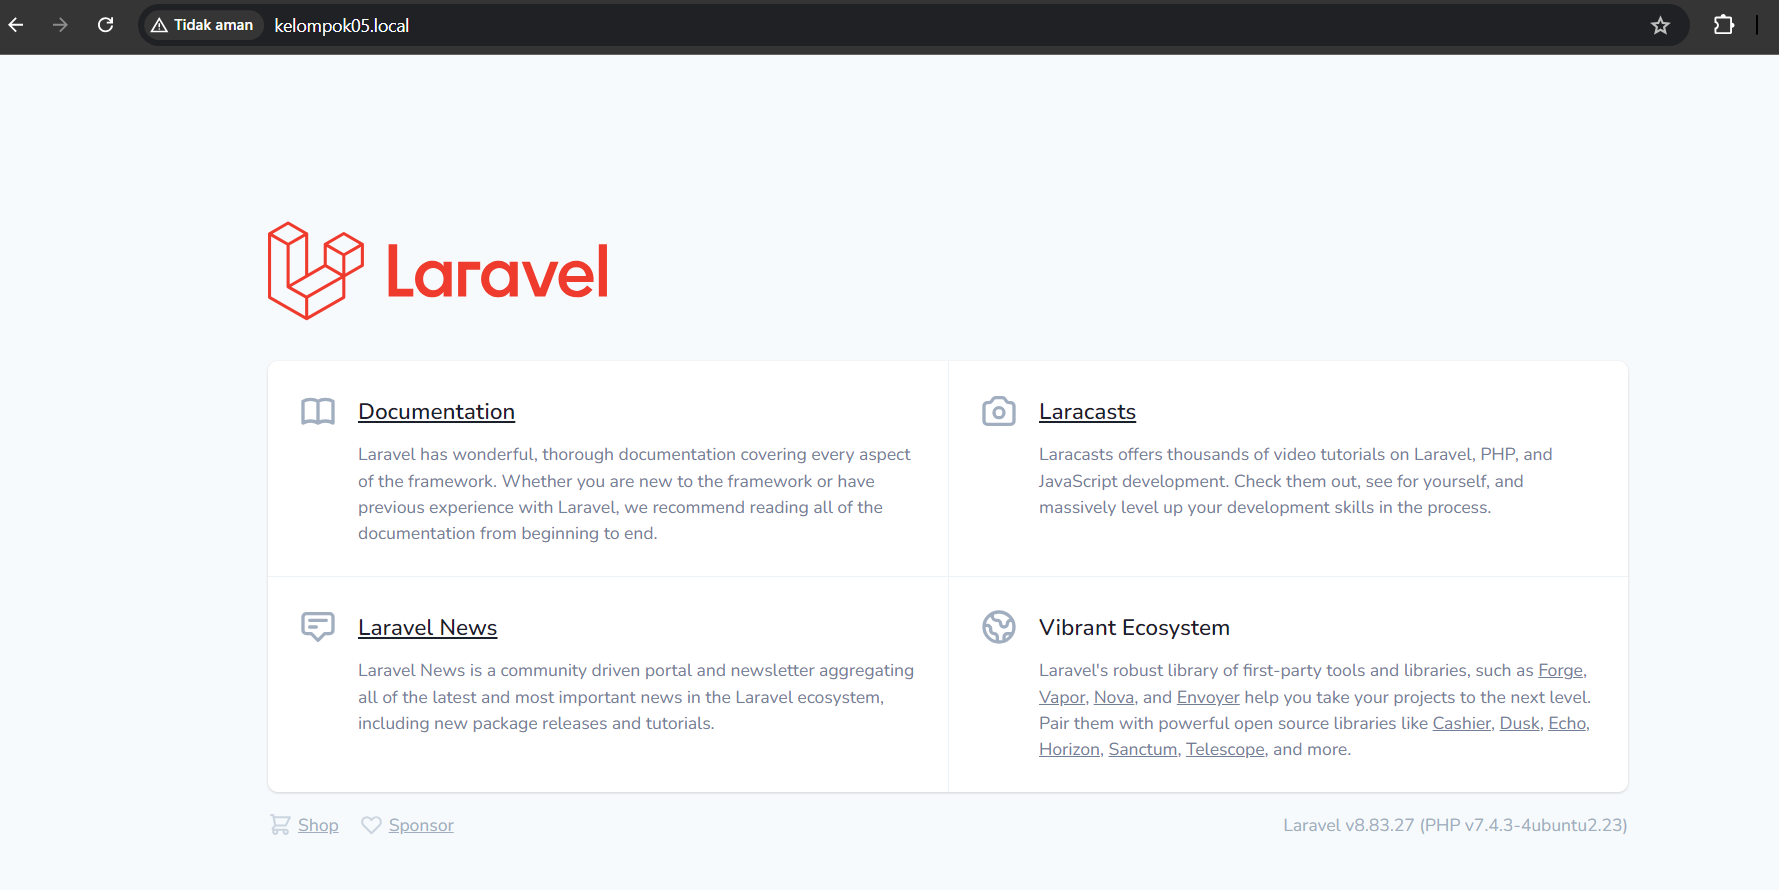 Tidak aman
kelompok05.local
Laravel
Documentation
Laravel has wonderful, thorough documentation covering every aspect
of the framework. Whether you are new to the framework or have
previous experience with Laravel, we recommend reading all of the
documentation from beginning to end.
Laracasts
Laracasts offers thousands of video tutorials on Laravel, PHP, and
JavaScript development. Check them out, see for yourself, and
massively level up your development skills in the process.
Laravel News
Laravel News is a community driven portal and newsletter aggregating
all of the latest and most important news in the Laravel ecosystem,
including new package releases and tutorials.
Vibrant Ecosystem
Laravel's robust library of first-party tools and libraries, such as Forge,
Vapor, Nova, and Envoyer help you take your projects to the next level.
Pair them with powerful open source libraries like Cashier, Dusk, Echo,
Horizon, Sanctum, Telescope, and more.
Shop
Sponsor
Laravel v8.83.27 (PHP v7.4.3-4ubuntu2.23)